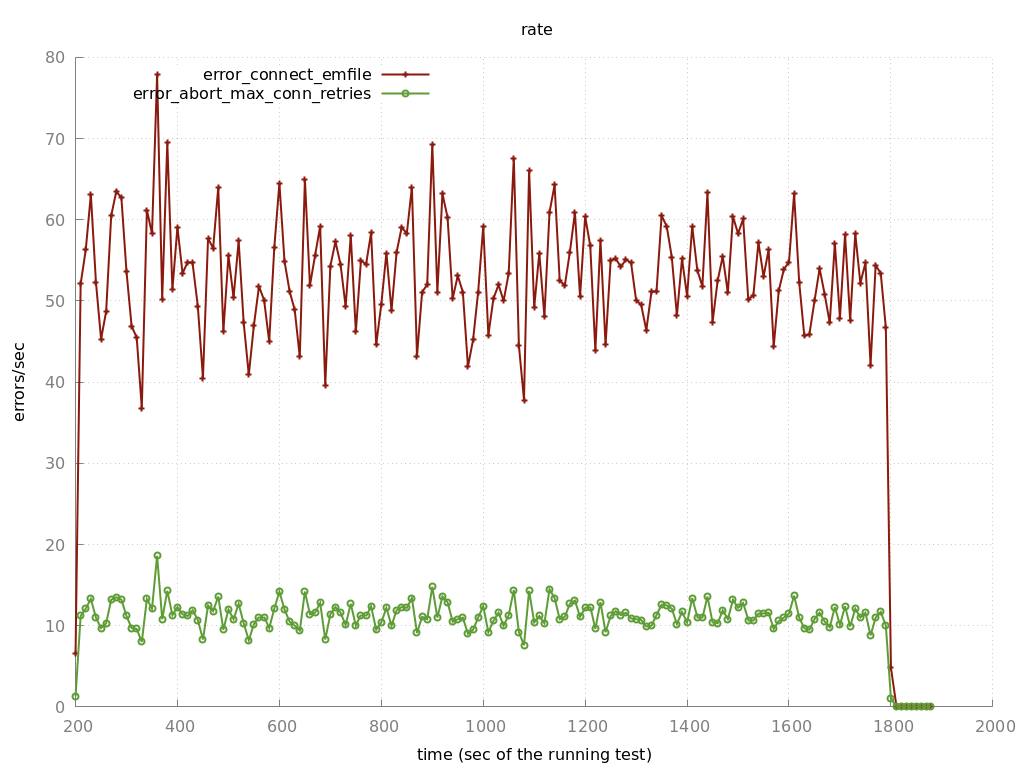 rate
error_connect_emfile
error_abort_max_conn_retries
80
70
60
50
40
30
20
10
0
errors/sec
200 400 600 800 1000 1200 1400 1600 1800 2000
time (sec of the running test)